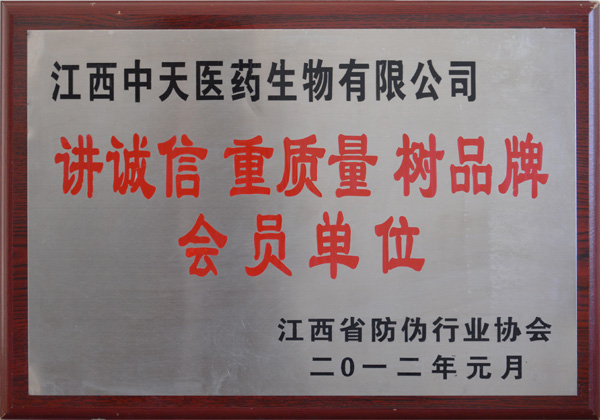 江西中天医药生物有限公司
讲诚信 重质量 树品牌
会员单位
江西省防伪行业协会
二0一二年元月